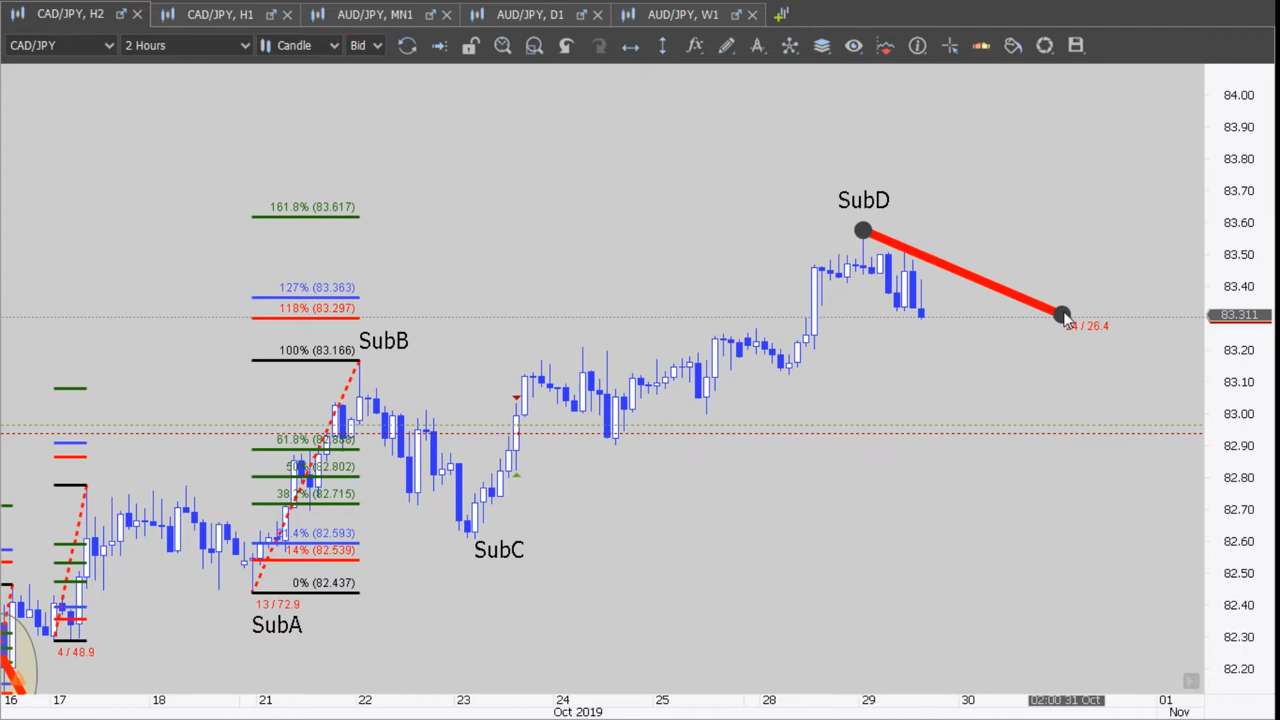 CAD/JPY, H2
CAD/JPY, H1
AUD/JPY, MN1
AUD/JPY, D1
AUD/JPY, W1
CAD/JPY
2 Hours
Candle
Bid
84.00
83.90
83.80
83.70
SubD
161.8% (83.617)
83.60
83.50
127% (83.363)
83.40
118% (83.297)
83.311
/ 26.4
SubB
100% (83.166)
83.20
83.10
83.00
61.8%
82.90
(82.802)
82.80
(82.715)
82.70
(82.593)
82.60
SubC
14% (82.539)
82.50
0% (82.437)
82.40
13 / 72.9
SubA
82.30
4 / 48.9
82.20
16
17
18
21
22
23
24
25
28
29
30
02:00 31 Oct
01
Oct 2019
Nov